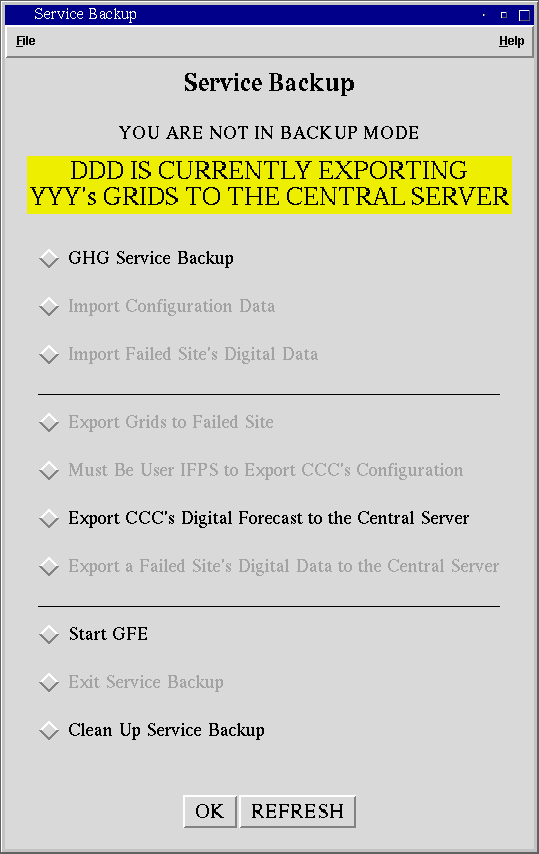 Service Backup
File
Help
Service Backup
YOU ARE NOT IN BACKUP MODE
DDD IS CURRENTLY EXPORTING
YYY's GRIDS TO THE CENTRAL SERVER
GHG Service Backup
Import Configuration Data
Import Failed Site's Digital Data
Export Grids to Failed Site
Must Be User IFPS to Export CCC's Configuration
Export CCC's Digital Forecast to the Central Server
Export a Failed Site's Digital Data to the Central Server
Start GFE
Exit Service Backup
Clean Up Service Backup
OK
REFRESH